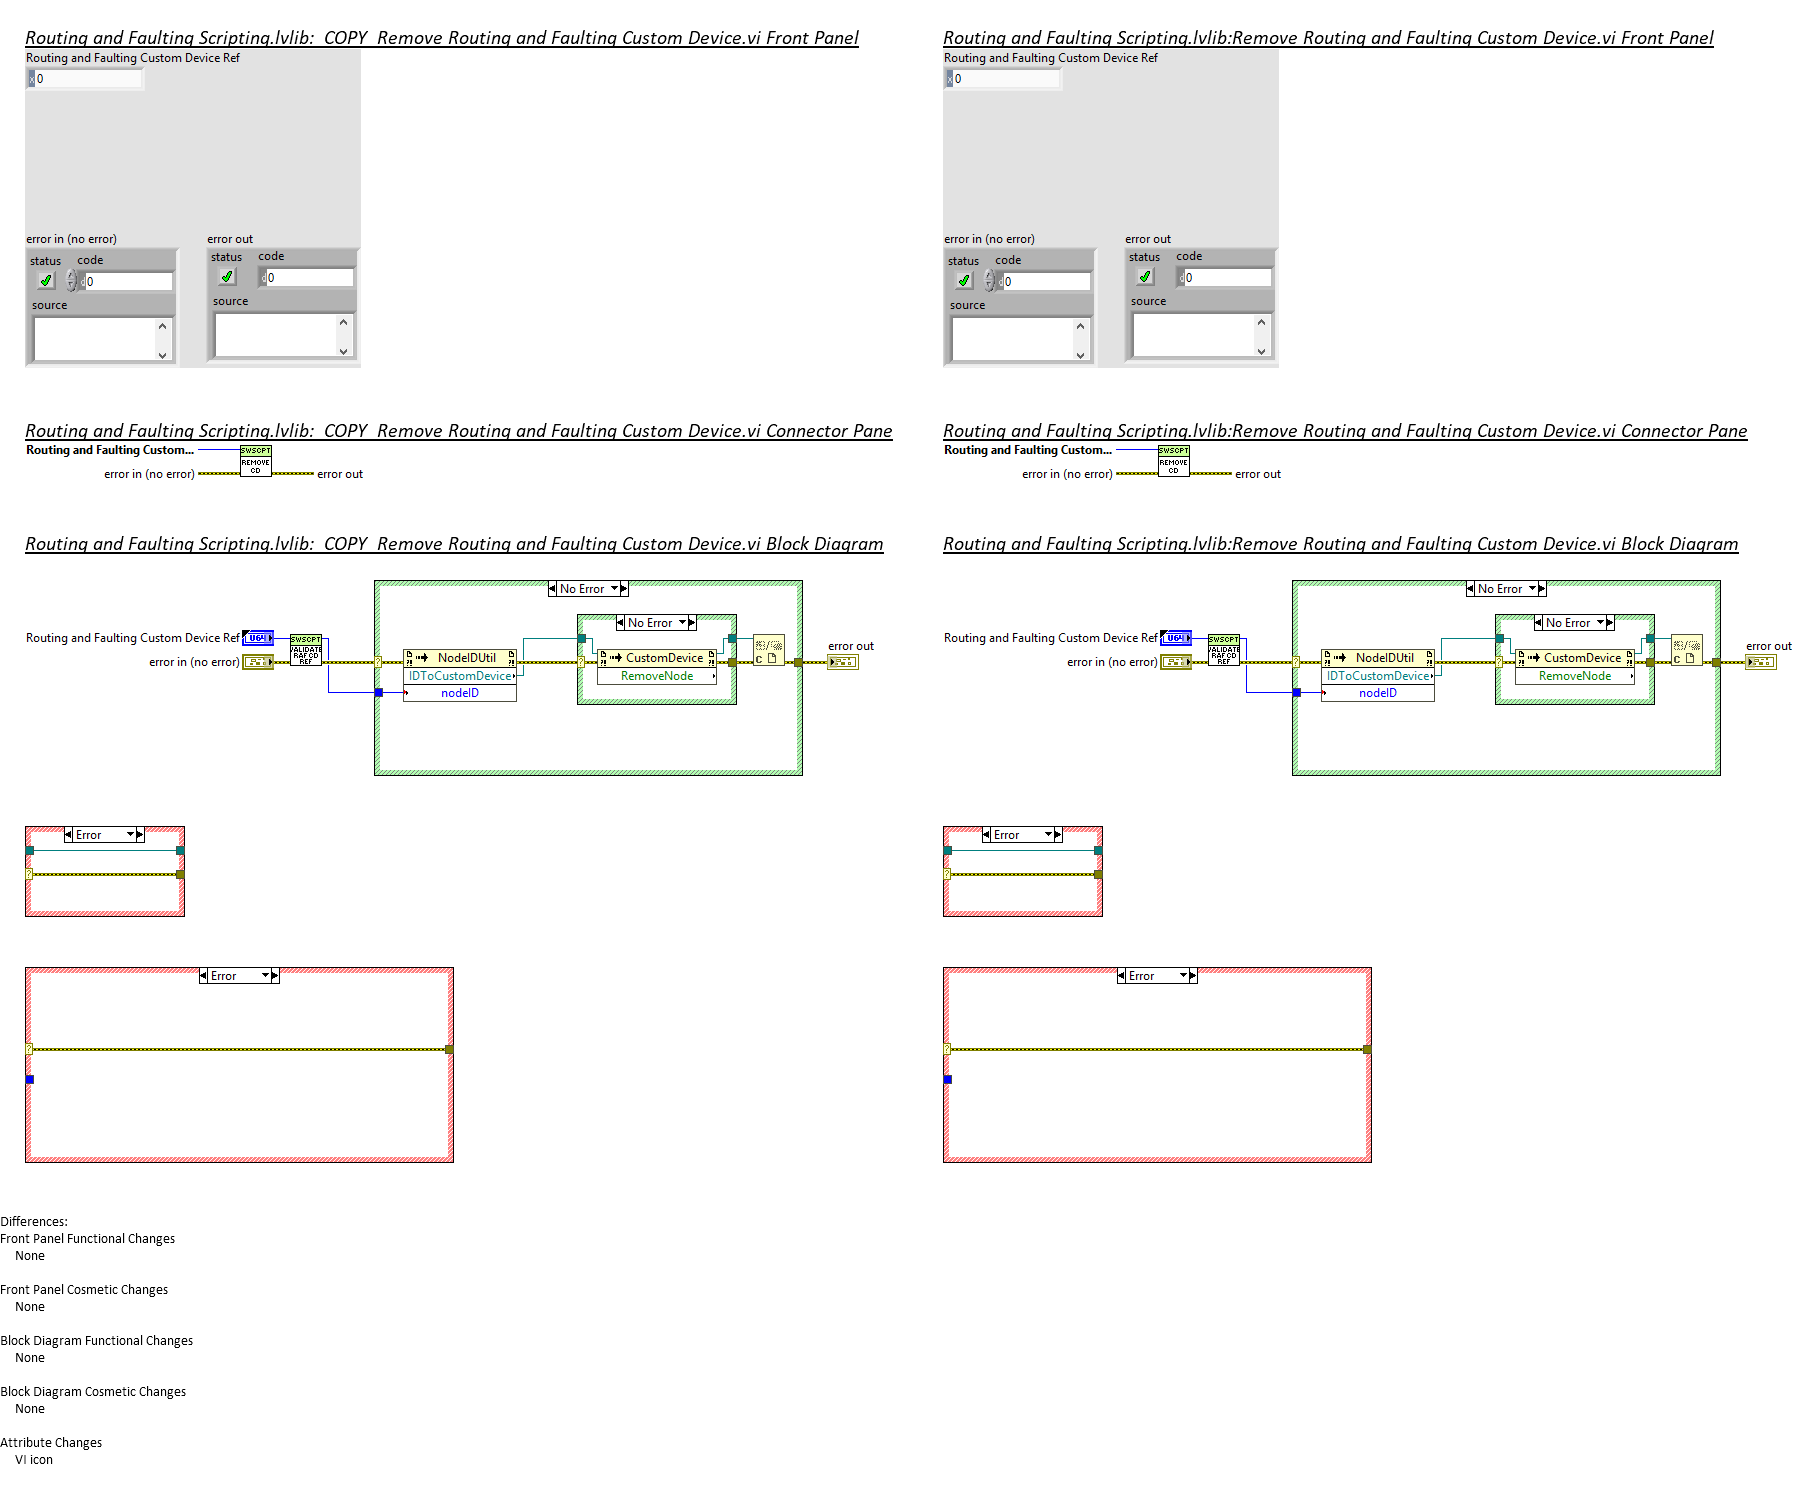 Routing and Faulting Scripting.lvlib:  COPY  Remove Routing and Faulting Custom Device.vi Front Panel
Routing and Faulting Custom Device Ref
x 0
error in (no error)
status
code
d 0
source
error out
status
code
d 0
source
Routing and Faulting Scripting.lvlib:Remove Routing and Faulting Custom Device.vi Front Panel
Routing and Faulting Custom Device Ref
x 0
error in (no error)
status
code
d 0
source
error out
status
code
d 0
source
Routing and Faulting Scripting.lvlib:  COPY  Remove Routing and Faulting Custom Device.vi Connector Pane
Routing and Faulting Custom...
SWSCPT
REMOVE
CD
error in (no error)
error out
Routing and Faulting Scripting.lvlib:Remove Routing and Faulting Custom Device.vi Connector Pane
Routing and Faulting Custom...
SWSCPT
REMOVE
CD
error in (no error)
error out
Routing and Faulting Scripting.lvlib:  COPY  Remove Routing and Faulting Custom Device.vi Block Diagram
No Error
No Error
Routing and Faulting Custom Device Ref
U64
error in (no error)
SWSCPT
VALIDATE
RAF CD
REF
?
NodeIDUtil
IDToCustomDevice
nodeID
?
CustomDevice
RemoveNode
C
error out
Routing and Faulting Scripting.lvlib:Remove Routing and Faulting Custom Device.vi Block Diagram
No Error
No Error
Routing and Faulting Custom Device Ref
U64
error in (no error)
SWSCPT
VALIDATE
RAF CD
REF
?
NodeIDUtil
IDToCustomDevice
nodeID
?
CustomDevice
RemoveNode
C
error out
Error
?
Error
?
Error
?
Error
?
Differences:
Front Panel Functional Changes
None
Front Panel Cosmetic Changes
None
Block Diagram Functional Changes
None
Block Diagram Cosmetic Changes
None
Attribute Changes
VI icon